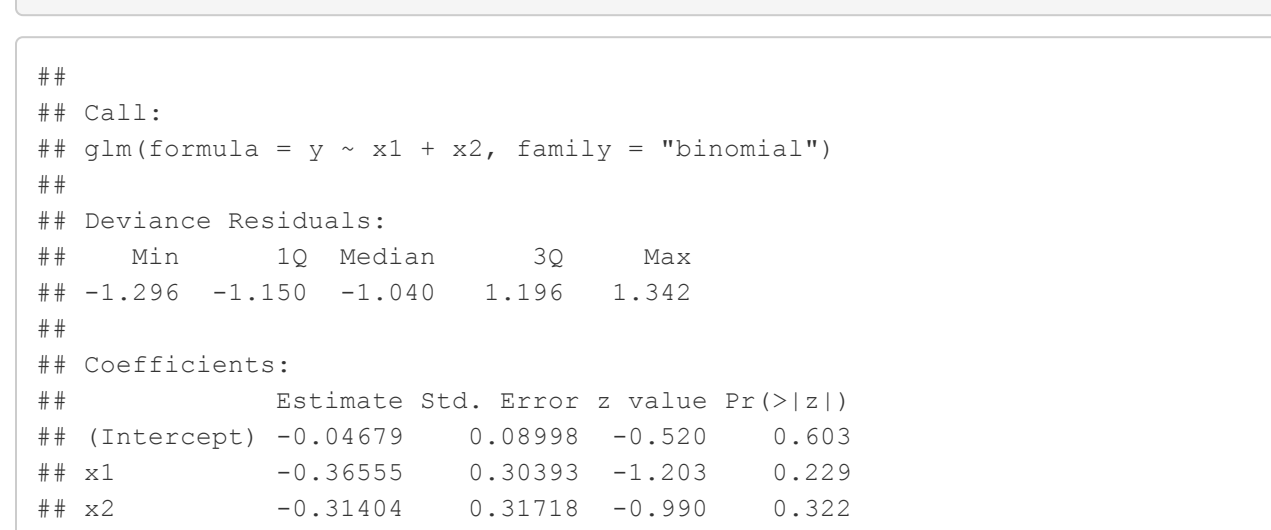 ##
## Call:
## glm(formula = y ~ x1 + x2, family = "binomial")
##
## Deviance Residuals:
##    Min      1Q  Median      3Q     Max
## -1.296  -1.150  -1.040   1.196   1.342
##
## Coefficients:
##             Estimate Std. Error z value Pr(>|z|)
## (Intercept) -0.04679    0.08998  -0.520    0.603
## x1          -0.36555    0.30393  -1.203    0.229
## x2          -0.31404    0.31718  -0.990    0.322